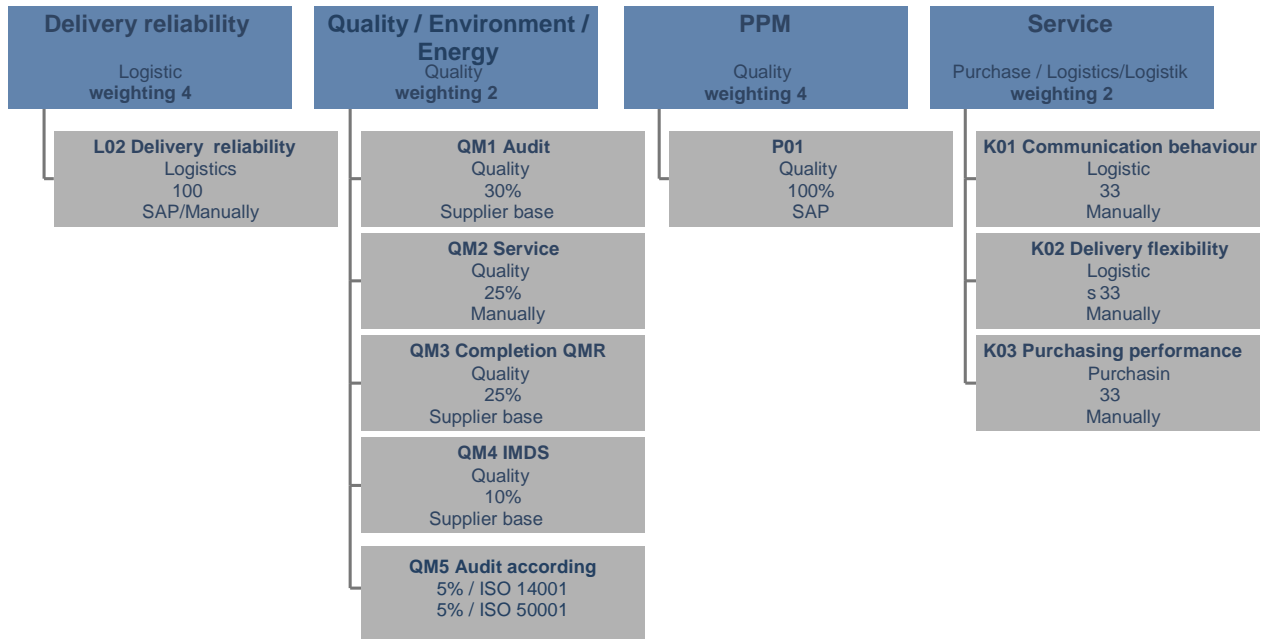 Delivery reliability
Logistic
weighting 4
L02 Delivery reliability
Logistics
100
SAP/Manually
Quality / Environment /
Energy
Quality
weighting 2
QM1 Audit
Quality
30%
Supplier base
QM2 Service
Quality
25%
Manually
QM3 Completion QMR
Quality
25%
Supplier base
QM4 IMDS
Quality
10%
Supplier base
QM5 Audit according
5% / ISO 14001
5% / ISO 50001
PPM
Quality
weighting 4
P01
Quality
100%
SAP
Service
Purchase / Logistics/Logistik
weighting 2
K01 Communication behaviour
Logistic
33
Manually
K02 Delivery flexibility
Logistic
s 33
Manually
K03 Purchasing performance
Purchasin
33
Manually